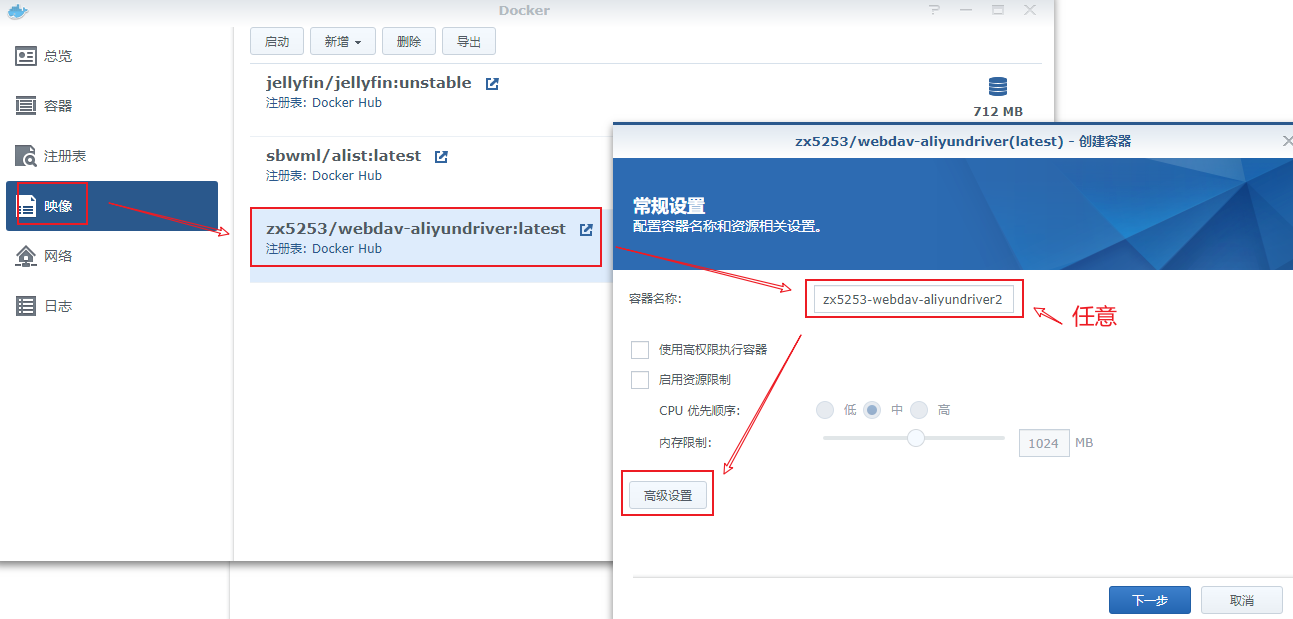 Docker
总览
容器
注册表
映像
网络
日志
启动 新增 删除 导出
jellyfin/jellyfin:unstable
注册表: Docker Hub
712 MB
sbwml/alist:latest
注册表: Docker Hub
zx5253/webdav-aliyundriver:latest
注册表: Docker Hub
zx5253/webdav-aliyundriver(latest) - 创建容器
常规设置
配置容器名称和资源相关设置。
容器名称: zx5253-webdav-aliyundriver2
任意
使用高权限执行容器
启用资源限制
CPU 优先顺序: 低 中 高
内存限制: 1024 MB
高级设置
下一步 取消